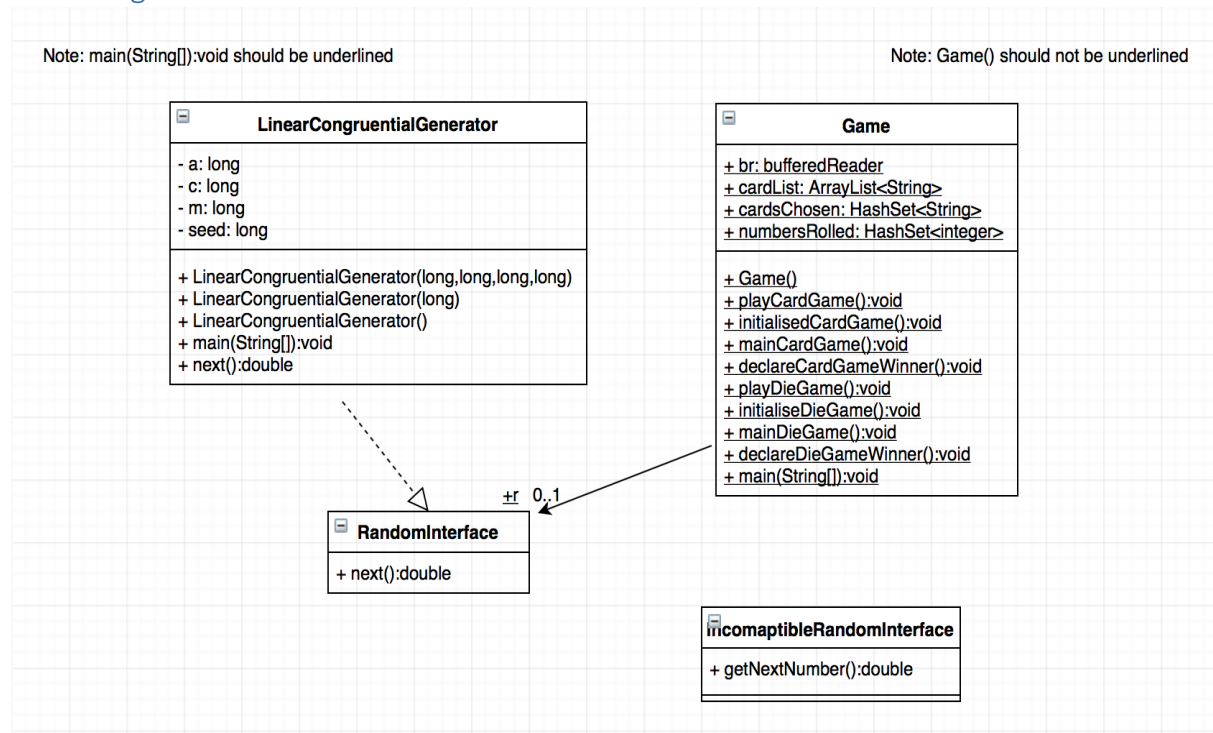 Note: main(String[]):void should be underlined
Note: Game() should not be underlined
LinearCongruentialGenerator
- a: long
- c: long
- m: long
- seed: long
+ LinearCongruentialGenerator(long,long,long,long)
+ LinearCongruentialGenerator(long)
+ LinearCongruentialGenerator()
+ main(String[]):void
+ next():double
Game
+ br: bufferedReader
+ cardList: ArrayList<String>
+ cardsChosen: HashSet<String>
+ numbersRolled: HashSet<integer>
+ Game()
+ playCardGame():void
+ initialisedCardGame():void
+ mainCardGame():void
+ declareCardGameWinner():void
+ playDieGame():void
+ initialiseDieGame():void
+ mainDieGame():void
+ declareDieGameWinner():void
+ main(String[]):void
+r 0..1
RandomInterface
+ next():double
IncomaptibleRandomInterface
+ getNextNumber():double